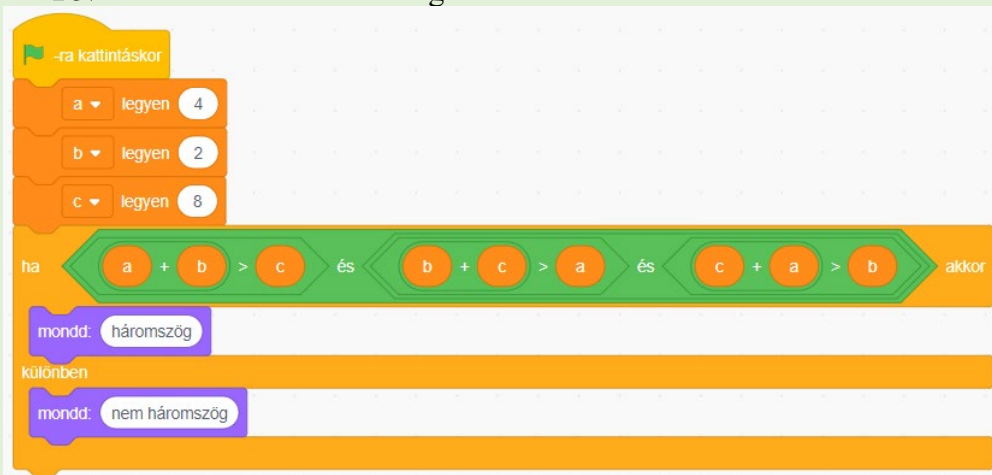 -ra kattintáskor
a legyen 4
b legyen 2
c legyen 8
ha a + b > c és b + c > a és c + a > b akkor
mondd: háromszög
különben
mondd: nem háromszög